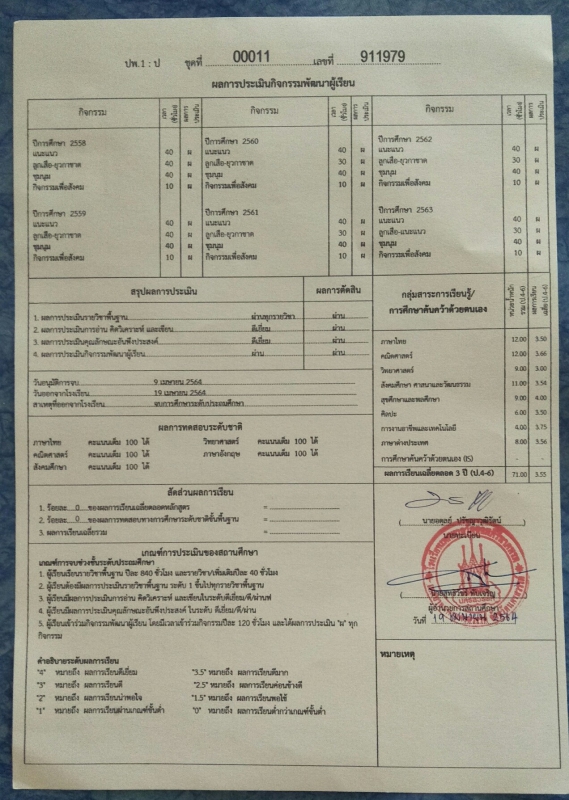 ปพ.1 : ป ชุดที่ 00011 เลขที่ 911979
ผลการประเมินกิจกรรมพัฒนาผู้เรียน
กิจกรรม เวลา (ชั่วโมง) ผลการประเมิน กิจกรรม เวลา (ชั่วโมง) ผลการประเมิน กิจกรรม เวลา (ชั่วโมง) ผลการประเมิน
ปีการศึกษา 2558
แนะแนว 40 ผ
ลูกเสือ-ยุวกาชาด 40 ผ
ชุมนุม 40 ผ
กิจกรรมเพื่อสังคม 10 ผ
ปีการศึกษา 2559
แนะแนว 40 ผ
ลูกเสือ-ยุวกาชาด 40 ผ
ชุมนุม 40 ผ
กิจกรรมเพื่อสังคม 10 ผ
ปีการศึกษา 2560
แนะแนว 40 ผ
ลูกเสือ-ยุวกาชาด 30 ผ
ชุมนุม 40 ผ
กิจกรรมเพื่อสังคม 10 ผ
ปีการศึกษา 2561
แนะแนว 40 ผ
ลูกเสือ-ยุวกาชาด 30 ผ
ชุมนุม 40 ผ
กิจกรรมเพื่อสังคม 10 ผ
ปีการศึกษา 2562
แนะแนว 40 ผ
ลูกเสือ-ยุวกาชาด 30 ผ
ชุมนุม 40 ผ
กิจกรรมเพื่อสังคม 10 ผ
ปีการศึกษา 2563
แนะแนว 40 ผ
ลูกเสือ-แนะแนว 30 ผ
ชุมนุม 40 ผ
กิจกรรมเพื่อสังคม 10 ผ
สรุปผลการประเมิน ผลการตัดสิน
1. ผลการประเมินรายวิชาพื้นฐาน ผ่านทุกรายวิชา ผ่าน
2. ผลการประเมินการอ่าน คิดวิเคราะห์ และเขียน ดีเยี่ยม ผ่าน
3. ผลการประเมินคุณลักษณะอันพึงประสงค์ ดีเยี่ยม ผ่าน
4. ผลการประเมินกิจกรรมพัฒนาผู้เรียน ผ่าน ผ่าน
วันอนุมัติการจบ 9 เมษายน 2564
วันออกจากโรงเรียน 19 เมษายน 2564
สาเหตุที่ออกจากโรงเรียน จบการศึกษาระดับประถมศึกษา
ผลการทดสอบระดับชาติ
ภาษาไทย คะแนนเต็ม 100 ได้ วิทยาศาสตร์ คะแนนเต็ม 100 ได้
คณิตศาสตร์ คะแนนเต็ม 100 ได้ ภาษาอังกฤษ คะแนนเต็ม 100 ได้
สังคมศึกษา คะแนนเต็ม 100 ได้
สัดส่วนผลการเรียน
1. ร้อยละ 0 ของผลการเรียนเฉลี่ยตลอดหลักสูตร =
2. ร้อยละ 0 ของผลการทดสอบทางการศึกษาระดับชาติขั้นพื้นฐาน =
3. ผลการเรียนเฉลี่ยรวม =
เกณฑ์การประเมินของสถานศึกษา
เกณฑ์การจบช่วงชั้นระดับประถมศึกษา
1. ผู้เรียนเรียนรายวิชาพื้นฐาน ปีละ 840 ชั่วโมง และรายวิชา/เพิ่มเติมปีละ 40 ชั่วโมง
2. ผู้เรียนต้องมีผลการประเมินรายวิชาพื้นฐาน ระดับ 1 ขึ้นไปทุกรายวิชาพื้นฐาน
3. ผู้เรียนมีผลการประเมินการอ่าน คิดวิเคราะห์ และเขียนในระดับดีเยี่ยม/ดี/ผ่าน
4. ผู้เรียนมีผลการประเมินคุณลักษณะอันพึงประสงค์ ในระดับ ดีเยี่ยม/ดี/ผ่าน
5. ผู้เรียนเข้าร่วมกิจกรรมพัฒนาผู้เรียน โดยมีเวลาเข้าร่วมกิจกรรมปีละ 120 ชั่วโมง และได้ผลการประเมิน "ผ" ทุก
กิจกรรม
คำอธิบายระดับผลการเรียน
"4" หมายถึง ผลการเรียนดีเยี่ยม "3.5" หมายถึง ผลการเรียนดีมาก
"3" หมายถึง ผลการเรียนดี "2.5" หมายถึง ผลการเรียนค่อนข้างดี
"2" หมายถึง ผลการเรียนน่าพอใจ "1.5" หมายถึง ผลการเรียนพอใช้
"1" หมายถึง ผลการเรียนผ่านเกณฑ์ขั้นต่ำ "0" หมายถึง ผลการเรียนต่ำกว่าเกณฑ์ขั้นต่ำ
กลุ่มสาระการเรียนรู้/
การศึกษาค้นคว้าด้วยตนเอง
ภาษาไทย 12.00 3.50
คณิตศาสตร์ 12.00 3.66
วิทยาศาสตร์ 9.00 3.00
สังคมศึกษา ศาสนาและวัฒนธรรม 11.00 3.54
สุขศึกษาและพลศึกษา 9.00 4.00
ศิลปะ 6.00 3.50
การงานอาชีพและเทคโนโลยี 4.00 3.75
ภาษาต่างประเทศ 8.00 3.56
การศึกษาค้นคว้าด้วยตนเอง (IS) - -
ผลการเรียนเฉลี่ยตลอด 3 ปี (ป.4-6) 71.00 3.55
นายทะเบียน
ผู้อำนวยการสถานศึกษา
วันที่ 19 เมษายน 2564
หมายเหตุ